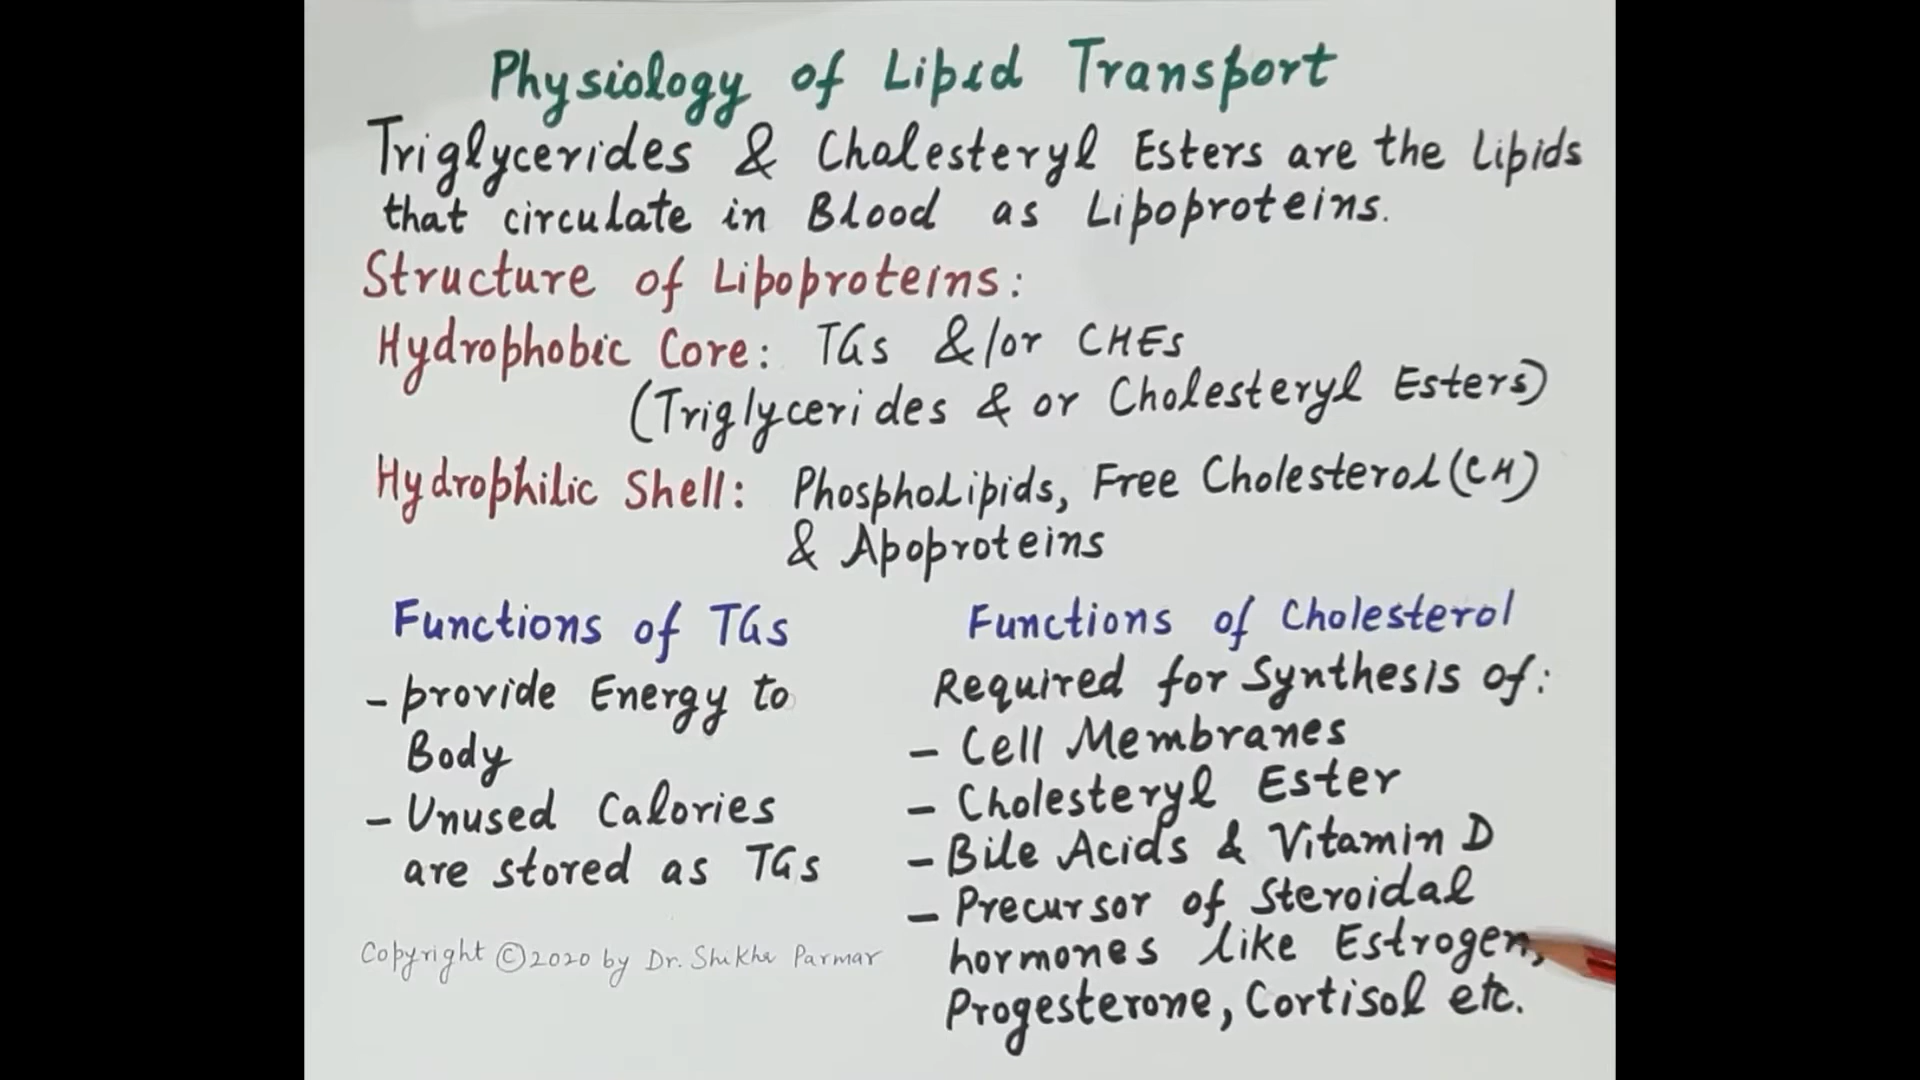 Physiology of Lipid Transport
Triglycerides & Cholesteryl Esters are the Lipids
that circulate in Blood as Lipoproteins.
Structure of Lipoproteins:
Hydrophobic Core: TGs &/or CHEs
(Triglycerides & or Cholesteryl Esters)
Hydrophilic Shell: Phospholipids, Free Cholesterol (CH)
& Apoproteins
Functions of TGs
- provide Energy to
Body
- Unused Calories
are stored as TGs
Copyright ©2020 by Dr. Shikha Parmar
Functions of Cholesterol
Required for Synthesis of:
- Cell Membranes
- Cholesteryl Ester
- Bile Acids & Vitamin D
- Precursor of Steroidal
hormones like Estrogen,
Progesterone, Cortisol etc.